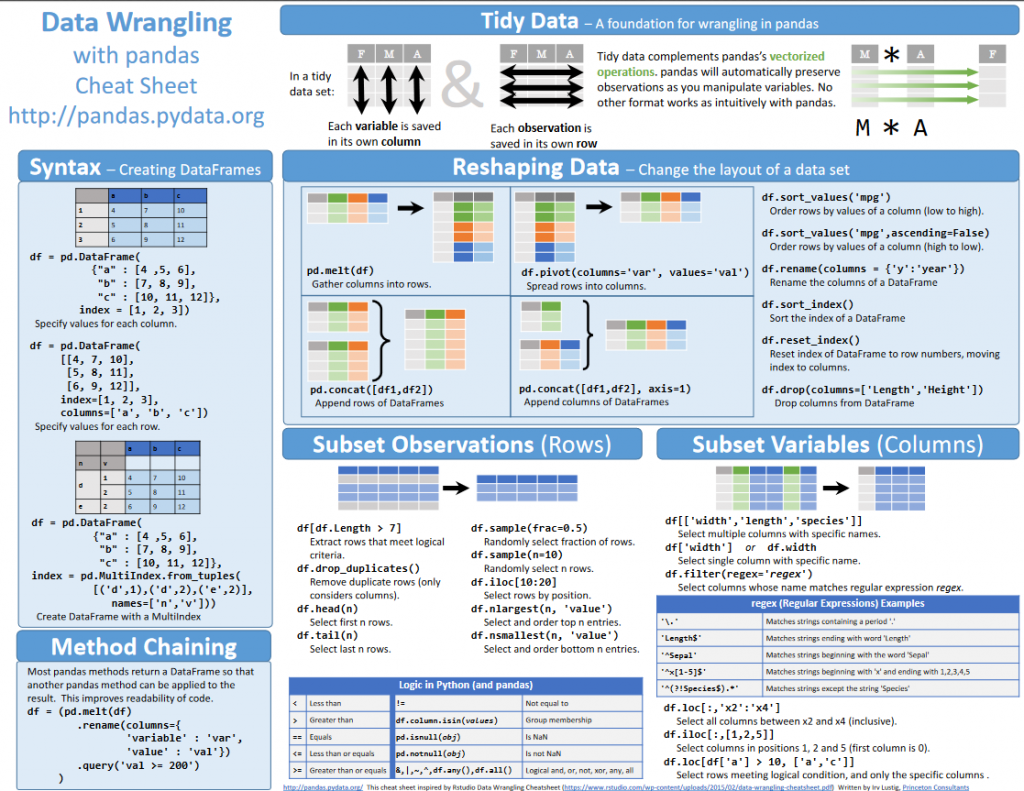 Data Wrangling
with pandas
Cheat Sheet
http://pandas.pydata.org
Tidy Data – A foundation for wrangling in pandas
In a tidy
data set:
F M A
Each variable is saved
in its own column
&
F M A
Each observation is
saved in its own row
Tidy data complements pandas's vectorized
operations. pandas will automatically preserve
observations as you manipulate variables. No
other format works as intuitively with pandas.
M * A F
M * A
Syntax – Creating DataFrames
a b c
1 4 7 10
2 5 8 11
3 6 9 12
df = pd.DataFrame(
{"a" : [4 ,5, 6],
"b" : [7, 8, 9],
"c" : [10, 11, 12]},
index = [1, 2, 3])
Specify values for each column.
df = pd.DataFrame(
[[4, 7, 10],
[5, 8, 11],
[6, 9, 12]],
index=[1, 2, 3],
columns=['a', 'b', 'c'])
Specify values for each row.
a b c
n v
d 1 4 7 10
2 5 8 11
e 2 6 9 12
df = pd.DataFrame(
{"a" : [4 ,5, 6],
"b" : [7, 8, 9],
"c" : [10, 11, 12]},
index = pd.MultiIndex.from_tuples(
[('d',1),('d',2),('e',2)],
names=['n','v']))
Create DataFrame with a MultiIndex
Method Chaining
Most pandas methods return a DataFrame so that
another pandas method can be applied to the
result. This improves readability of code.
df = (pd.melt(df)
.rename(columns={
'variable' : 'var',
'value' : 'val'})
.query('val >= 200')
)
Reshaping Data – Change the layout of a data set
pd.melt(df)
Gather columns into rows.
df.pivot(columns='var', values='val')
Spread rows into columns.
pd.concat([df1,df2])
Append rows of DataFrames
pd.concat([df1,df2], axis=1)
Append columns of DataFrames
df.sort_values('mpg')
Order rows by values of a column (low to high).
df.sort_values('mpg',ascending=False)
Order rows by values of a column (high to low).
df.rename(columns = {'y':'year'})
Rename the columns of a DataFrame
df.sort_index()
Sort the index of a DataFrame
df.reset_index()
Reset index of DataFrame to row numbers, moving
index to columns.
df.drop(columns=['Length','Height'])
Drop columns from DataFrame
Subset Observations (Rows)
df[df.Length > 7]
Extract rows that meet logical
criteria.
df.drop_duplicates()
Remove duplicate rows (only
considers columns).
df.head(n)
Select first n rows.
df.tail(n)
Select last n rows.
df.sample(frac=0.5)
Randomly select fraction of rows.
df.sample(n=10)
Randomly select n rows.
df.iloc[10:20]
Select rows by position.
df.nlargest(n, 'value')
Select and order top n entries.
df.nsmallest(n, 'value')
Select and order bottom n entries.
Logic in Python (and pandas)
< Less than != Not equal to
> Greater than df.column.isin(values) Group membership
== Equals pd.isnull(obj) Is NaN
<= Less than or equals pd.notnull(obj) Is not NaN
>= Greater than or equals &,|,~,^,df.any(),df.all() Logical and, or, not, xor, any, all
Subset Variables (Columns)
df[['width','length','species']]
Select multiple columns with specific names.
df['width'] or df.width
Select single column with specific name.
df.filter(regex='regex')
Select columns whose name matches regular expression regex.
regex (Regular Expressions) Examples
'\.' Matches strings containing a period '.'
'Length$' Matches strings ending with word 'Length'
'^Sepal' Matches strings beginning with the word 'Sepal'
'^x[1-5]$' Matches strings beginning with 'x' and ending with 1,2,3,4,5
'^(?!Species$).*' Matches strings except the string 'Species'
df.loc[:,'x2':'x4']
Select all columns between x2 and x4 (inclusive).
df.iloc[:,[1,2,5]]
Select columns in positions 1, 2 and 5 (first column is 0).
df.loc[df['a'] > 10, ['a','c']]
Select rows meeting logical condition, and only the specific columns .
http://pandas.pydata.org/ This cheat sheet inspired by Rstudio Data Wrangling Cheatsheet (https://www.rstudio.com/wp-content/uploads/2015/02/data-wrangling-cheatsheet.pdf) Written by Irv Lustig, Princeton Consultants